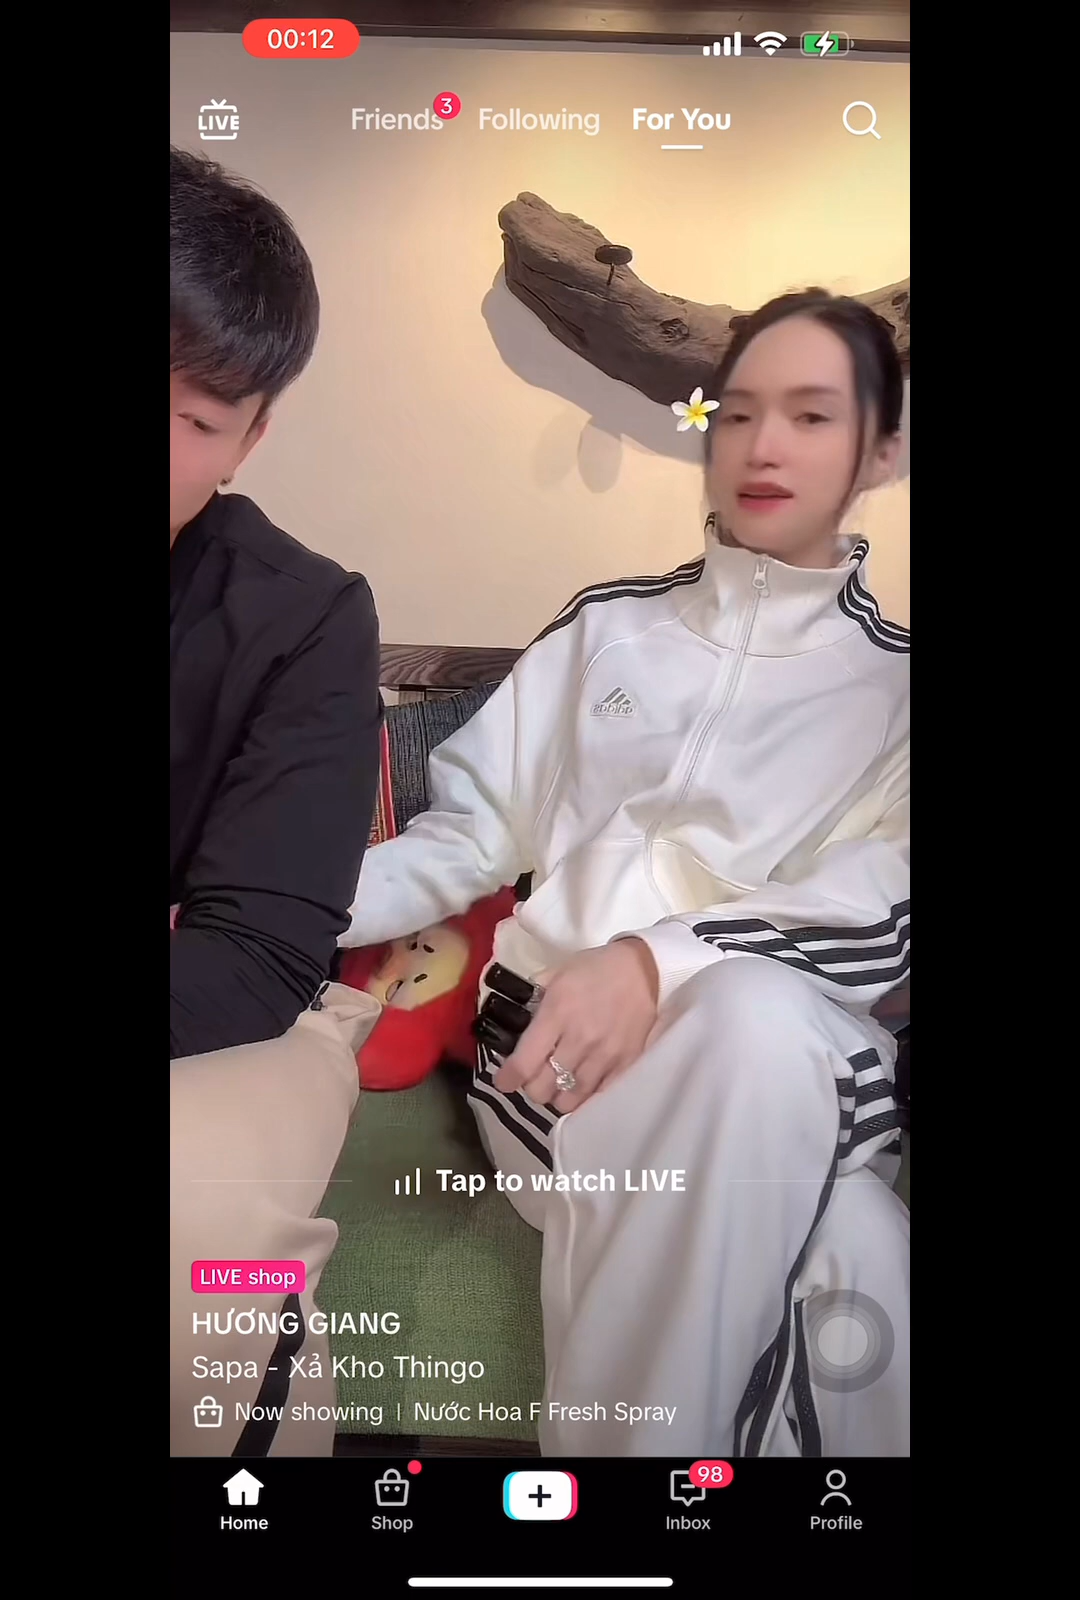 00:12
LIVE
Friends 3 Following For You
adidas
Tap to watch LIVE
LIVE shop
HƯƠNG GIANG
Sapa - Xả Kho Thingo
Now showing | Nước Hoa F Fresh Spray
98
Home Shop Inbox Profile